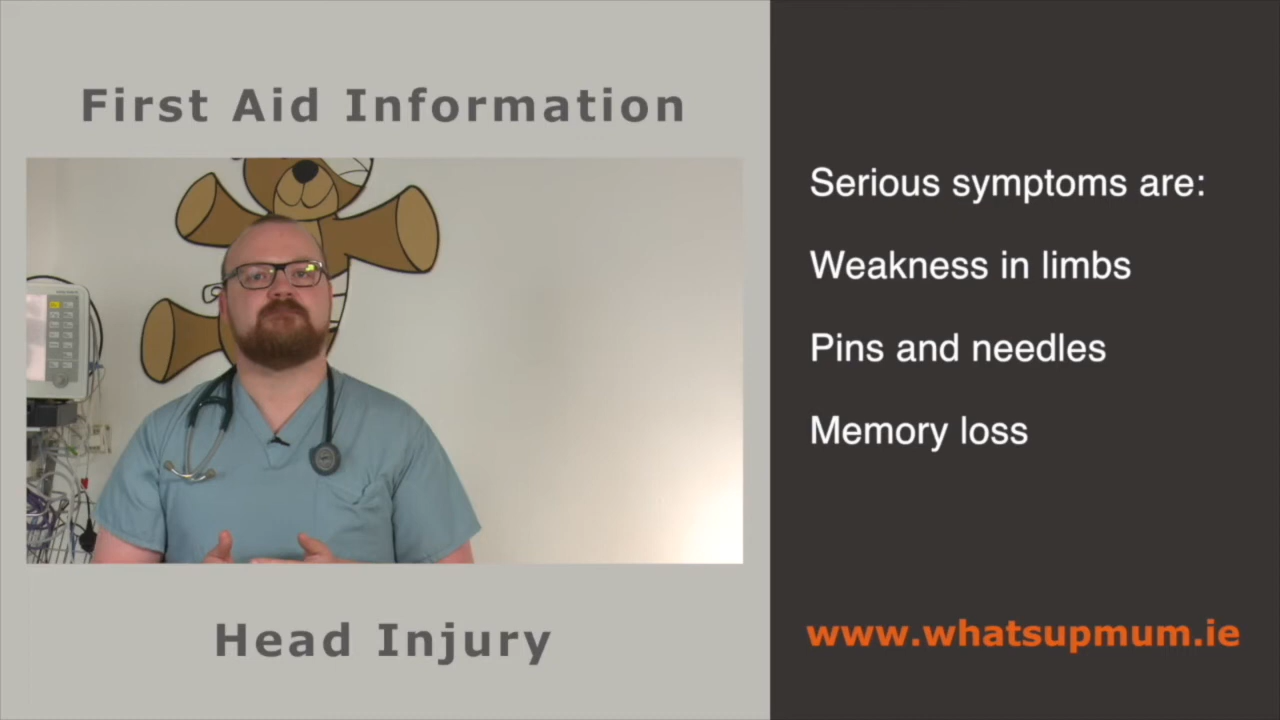 First Aid Information
Serious symptoms are:
Weakness in limbs
Pins and needles
Memory loss
Head Injury
www.whatsupmum.ie